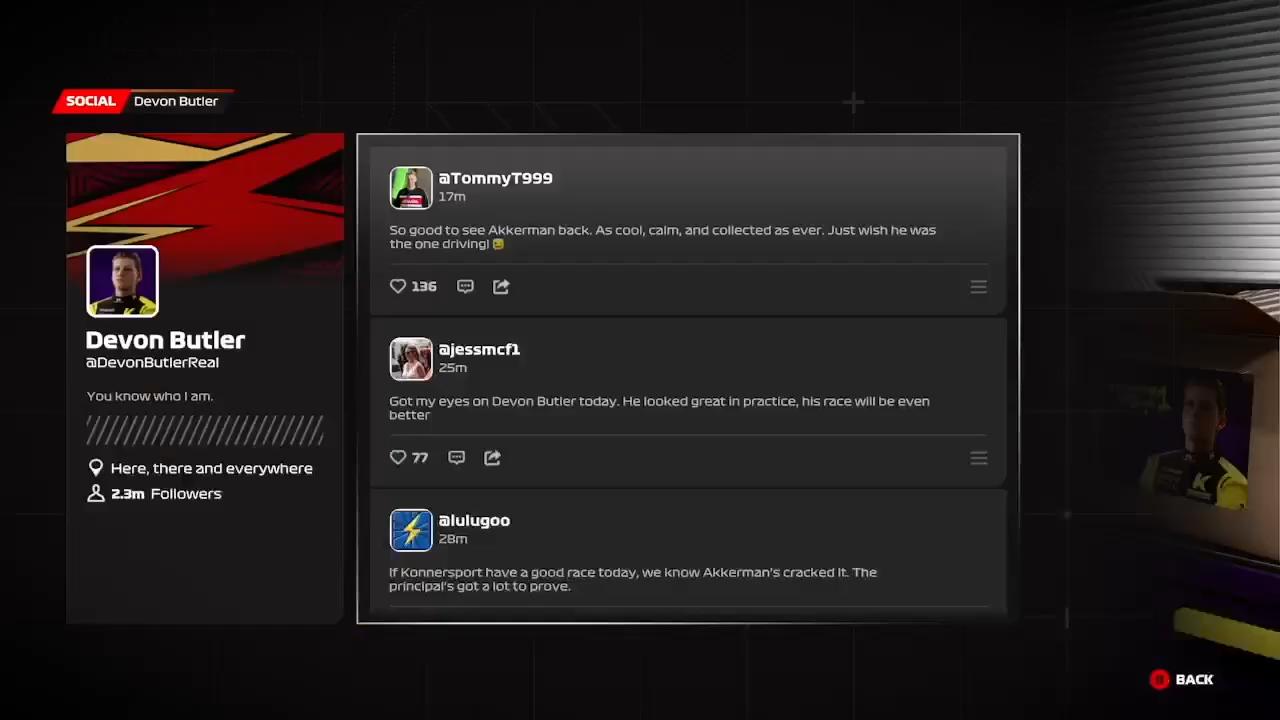 SOCIAL Devon Butler
Devon Butler
@DevonButlerReal
You know who I am.
Here, there and everywhere
2.3m Followers
@TommyT999
17m
So good to see Akkerman back. As cool, calm, and collected as ever. Just wish he was
the one driving!
136
@jessmcf1
25m
Got my eyes on Devon Butler today. He looked great in practice, his race will be even
better
77
@lulugoo
28m
If Konnersport have a good race today, we know Akkerman's cracked it. The
principal's got a lot to prove.
K
BACK